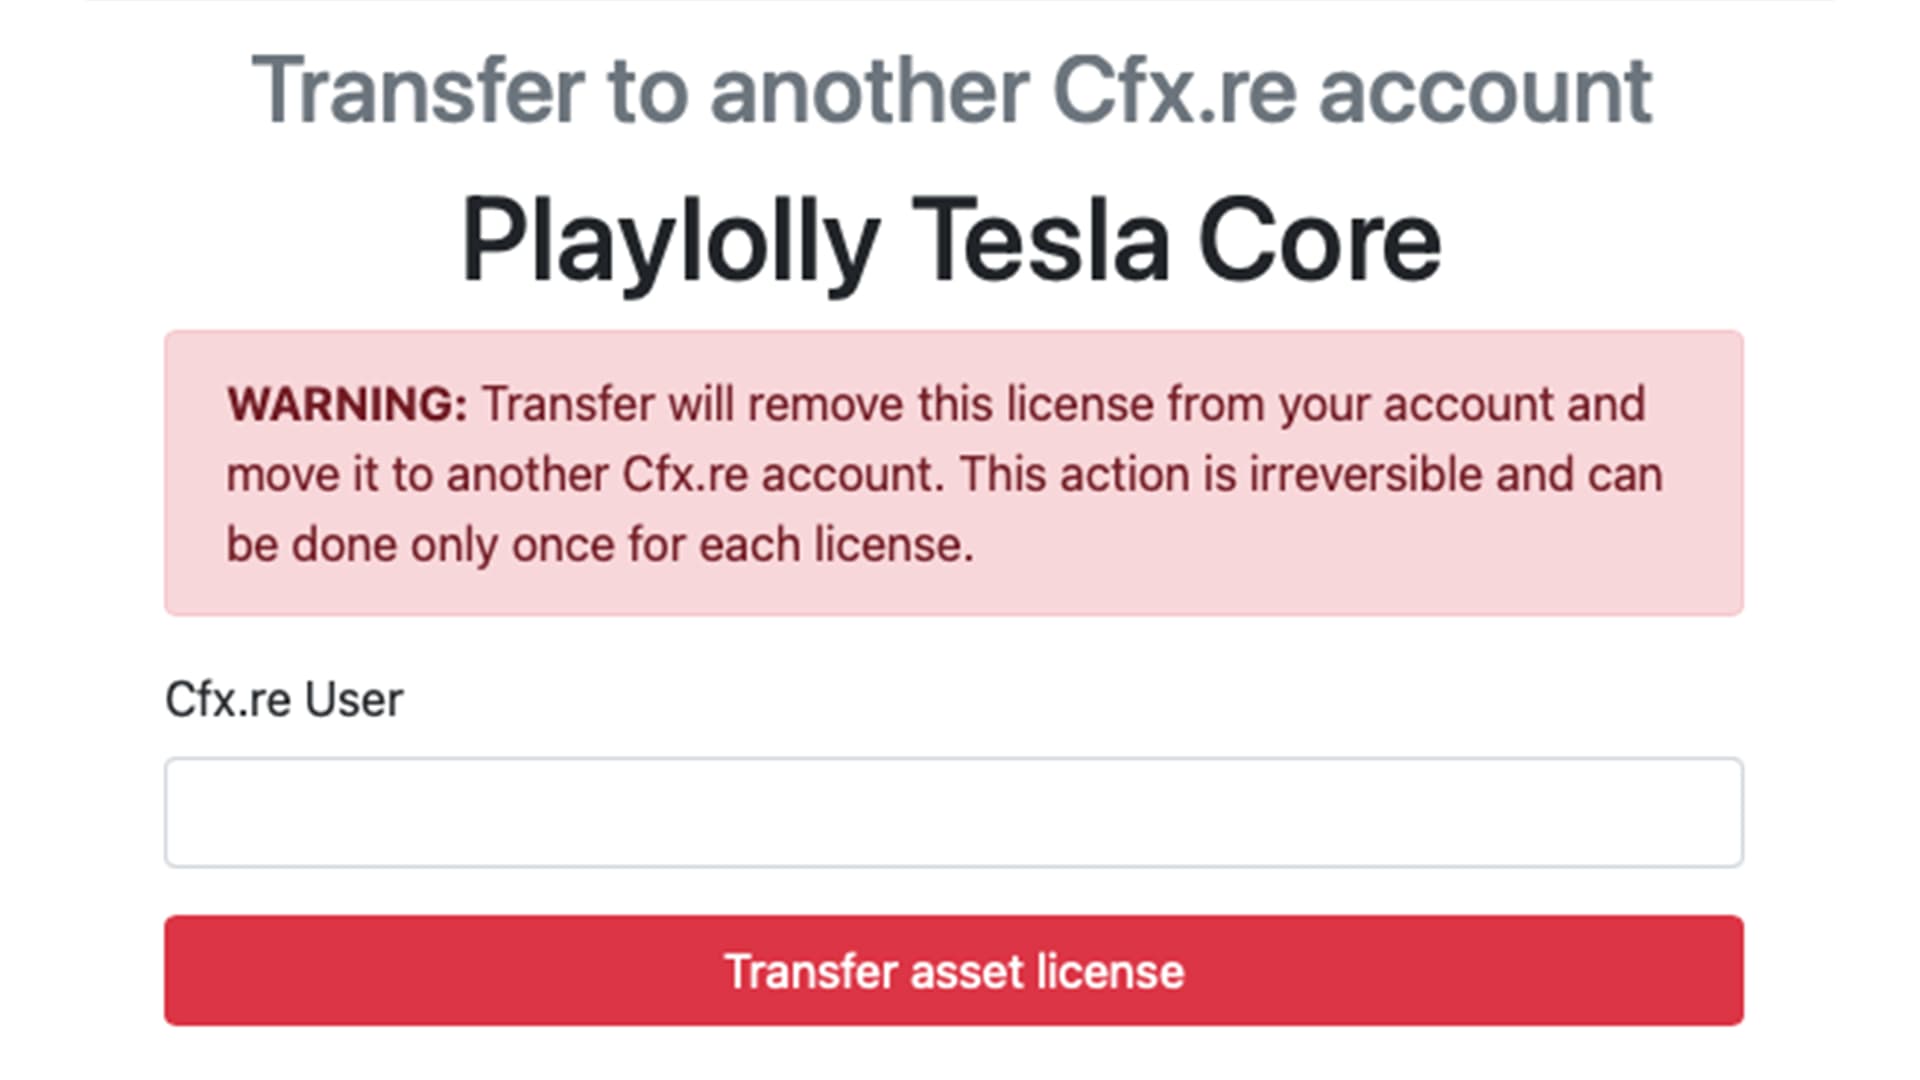 Transfer to another Cfx.re account
Playlolly Tesla Core
WARNING: Transfer will remove this license from your account and
move it to another Cfx.re account. This action is irreversible and can
be done only once for each license.
Cfx.re User
Transfer asset license